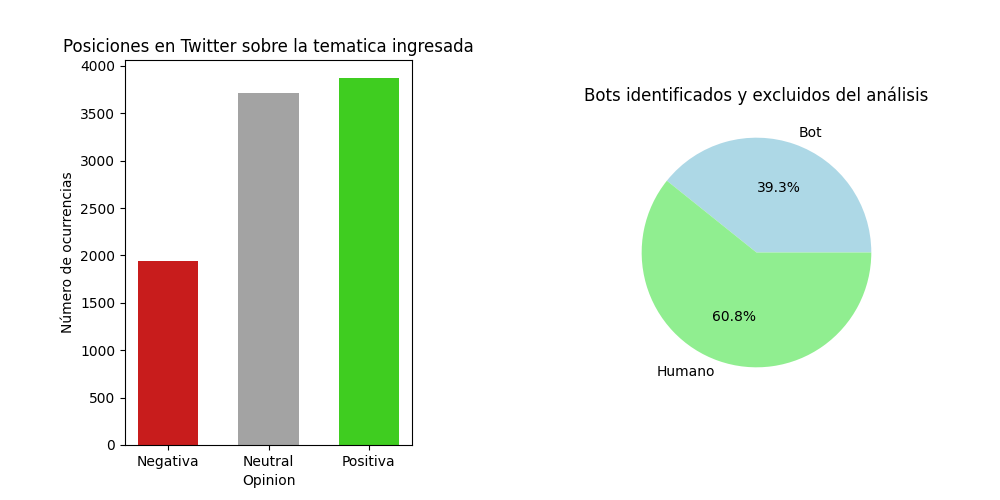 Posiciones en Twitter sobre la tematica ingresada
4000
3500
3000
2500
2000
1500
1000
500
0
Número de ocurrencias
Negativa
Neutral
Positiva
Opinion
Bots identificados y excluidos del análisis
Bot
39.3%
60.8%
Humano